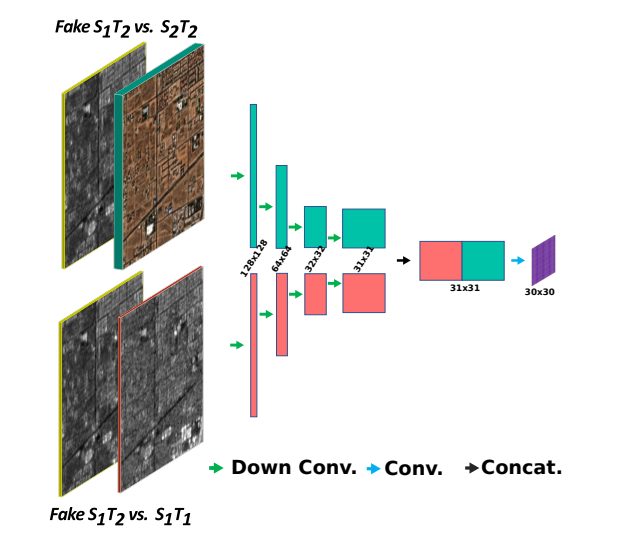 Fake S1T2 vs. S2T2
128x128
64x64
32x32
31x31
31x31
30x30
Down Conv.
Conv.
Concat.
Fake S1T2 vs. S1T1